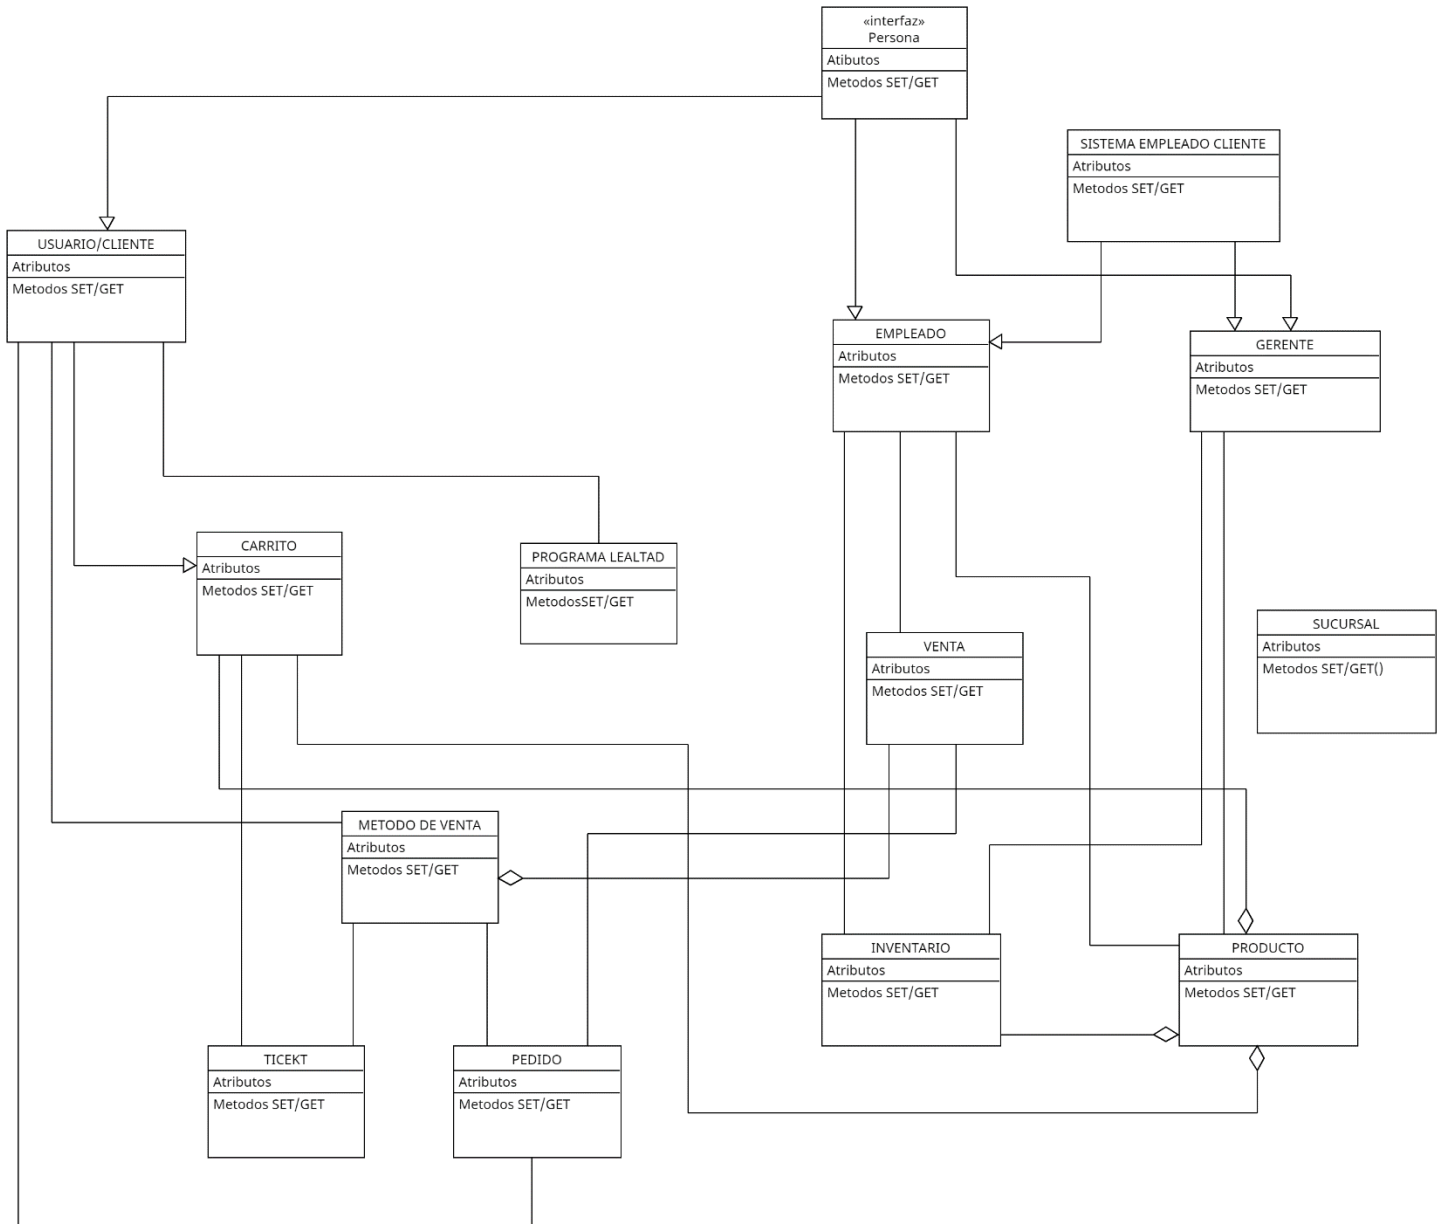 «interfaz»
Persona
Atibutos
Metodos SET/GET
SISTEMA EMPLEADO CLIENTE
Atributos
Metodos SET/GET
USUARIO/CLIENTE
Atributos
Metodos SET/GET
EMPLEADO
Atributos
Metodos SET/GET
GERENTE
Atributos
Metodos SET/GET
CARRITO
Atributos
Metodos SET/GET
PROGRAMA LEALTAD
Atributos
MetodosSET/GET
SUCURSAL
Atributos
Metodos SET/GET()
VENTA
Atributos
Metodos SET/GET
METODO DE VENTA
Atributos
Metodos SET/GET
INVENTARIO
Atributos
Metodos SET/GET
PRODUCTO
Atributos
Metodos SET/GET
TICEKT
Atributos
Metodos SET/GET
PEDIDO
Atributos
Metodos SET/GET